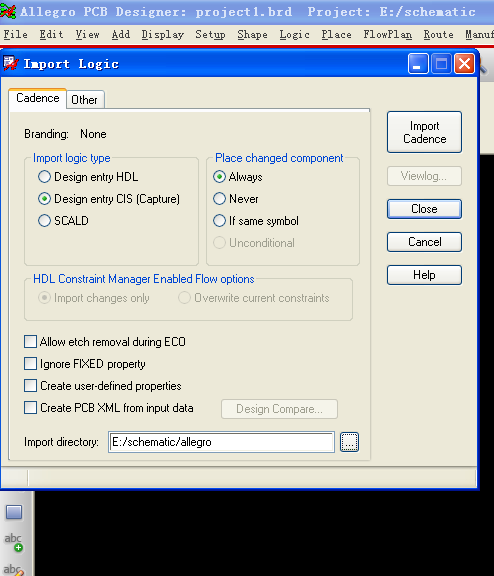 Allegro PCB Designer: project1.brd  Project: E:/schematic
File Edit View Add Display Setup Shape Logic Place FlowPlan Route Manuf
Import Logic
Cadence Other
Branding: None
Import logic type
Design entry HDL
Design entry CIS (Capture)
SCALD
Place changed component
Always
Never
If same symbol
Unconditional
HDL Constraint Manager Enabled Flow options
Import changes only Overwrite current constraints
Allow etch removal during ECO
Ignore FIXED property
Create user-defined properties
Create PCB XML from input data Design Compare...
Import directory: E:/schematic/allegro ...
Import
Cadence
Viewlog...
Close
Cancel
Help
abc
abc